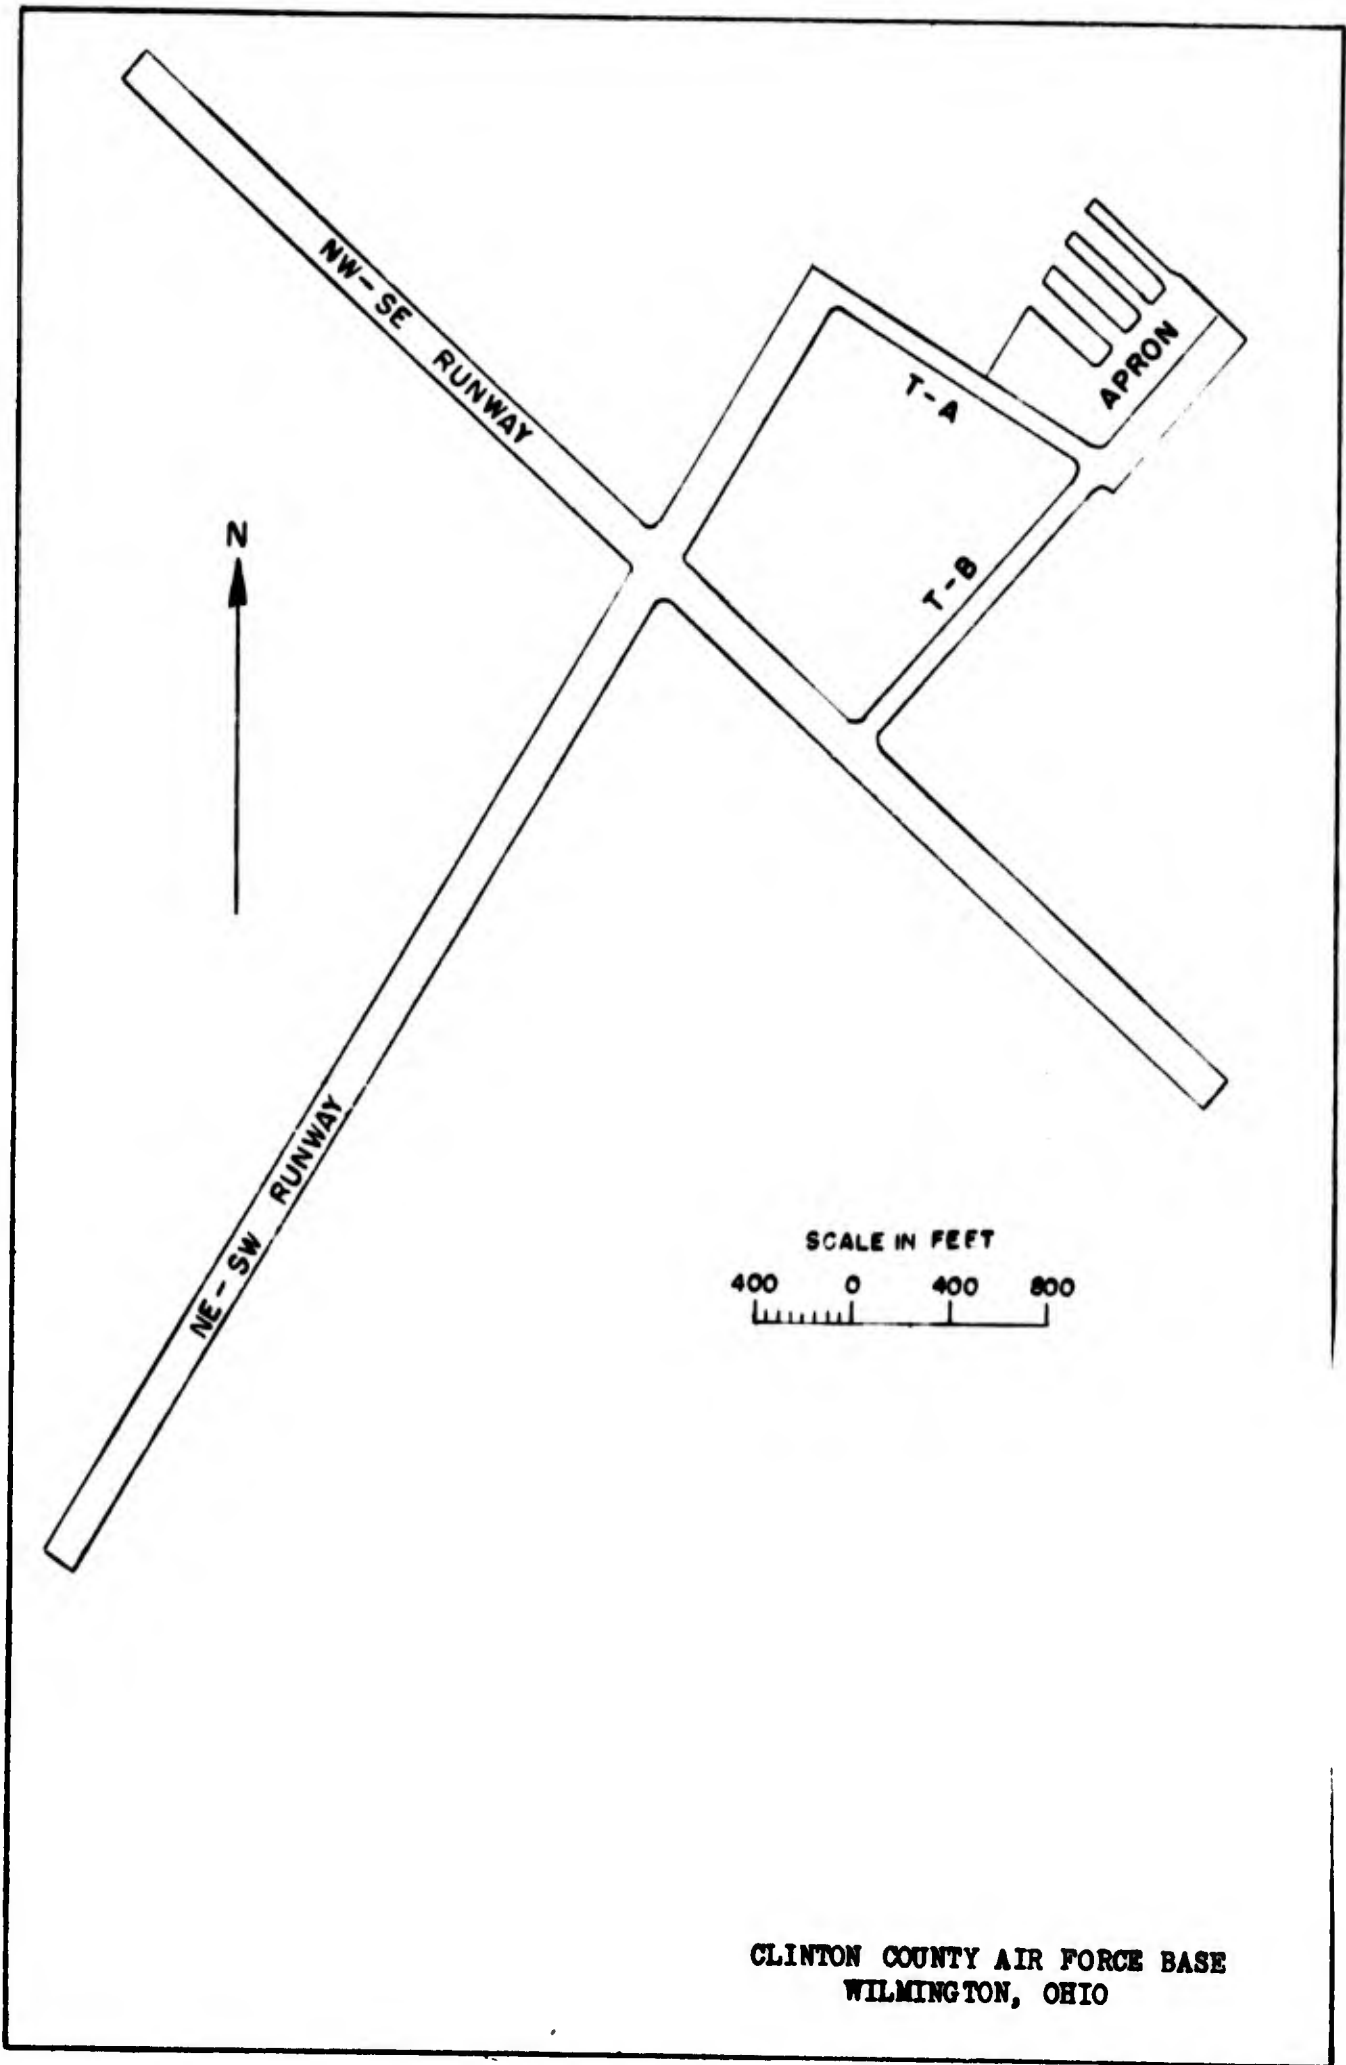 NW-SE RUNWAY
T-A
APRON
N
T-B
NE-SW RUNWAY
SCALE IN FEET
400 0 400 800
CLINTON COUNTY AIR FORCE BASE
WILMINGTON, OHIO